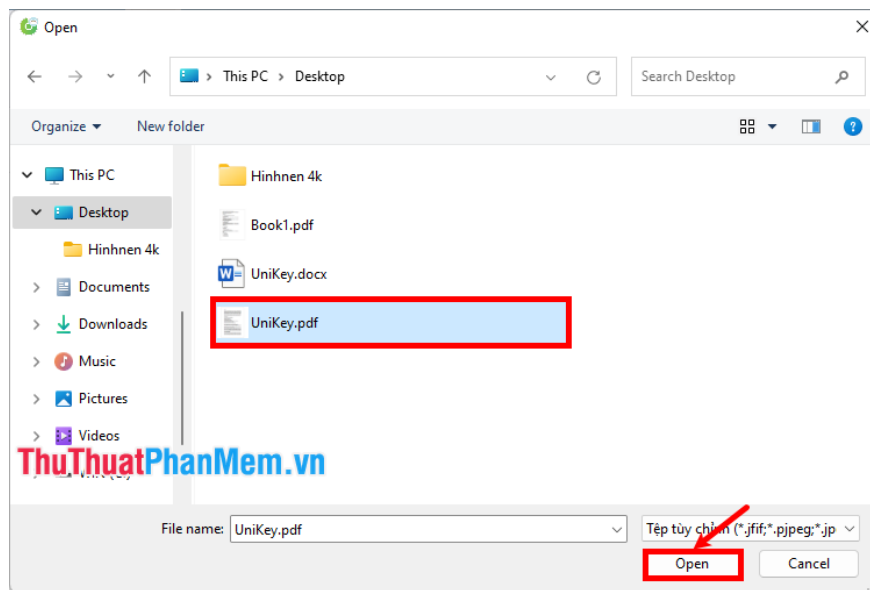 Open
This PC > Desktop
Search Desktop
Organize
New folder
This PC
Desktop
Hinhnen 4k
Documents
Downloads
Music
Pictures
Videos
Hinhnen 4k
Book1.pdf
UniKey.docx
UniKey.pdf
ThuThuatPhanMem.vn
File name: UniKey.pdf
Tệp tùy chỉnh (*.jfif;*.pjpeg;*.jp
Open
Cancel